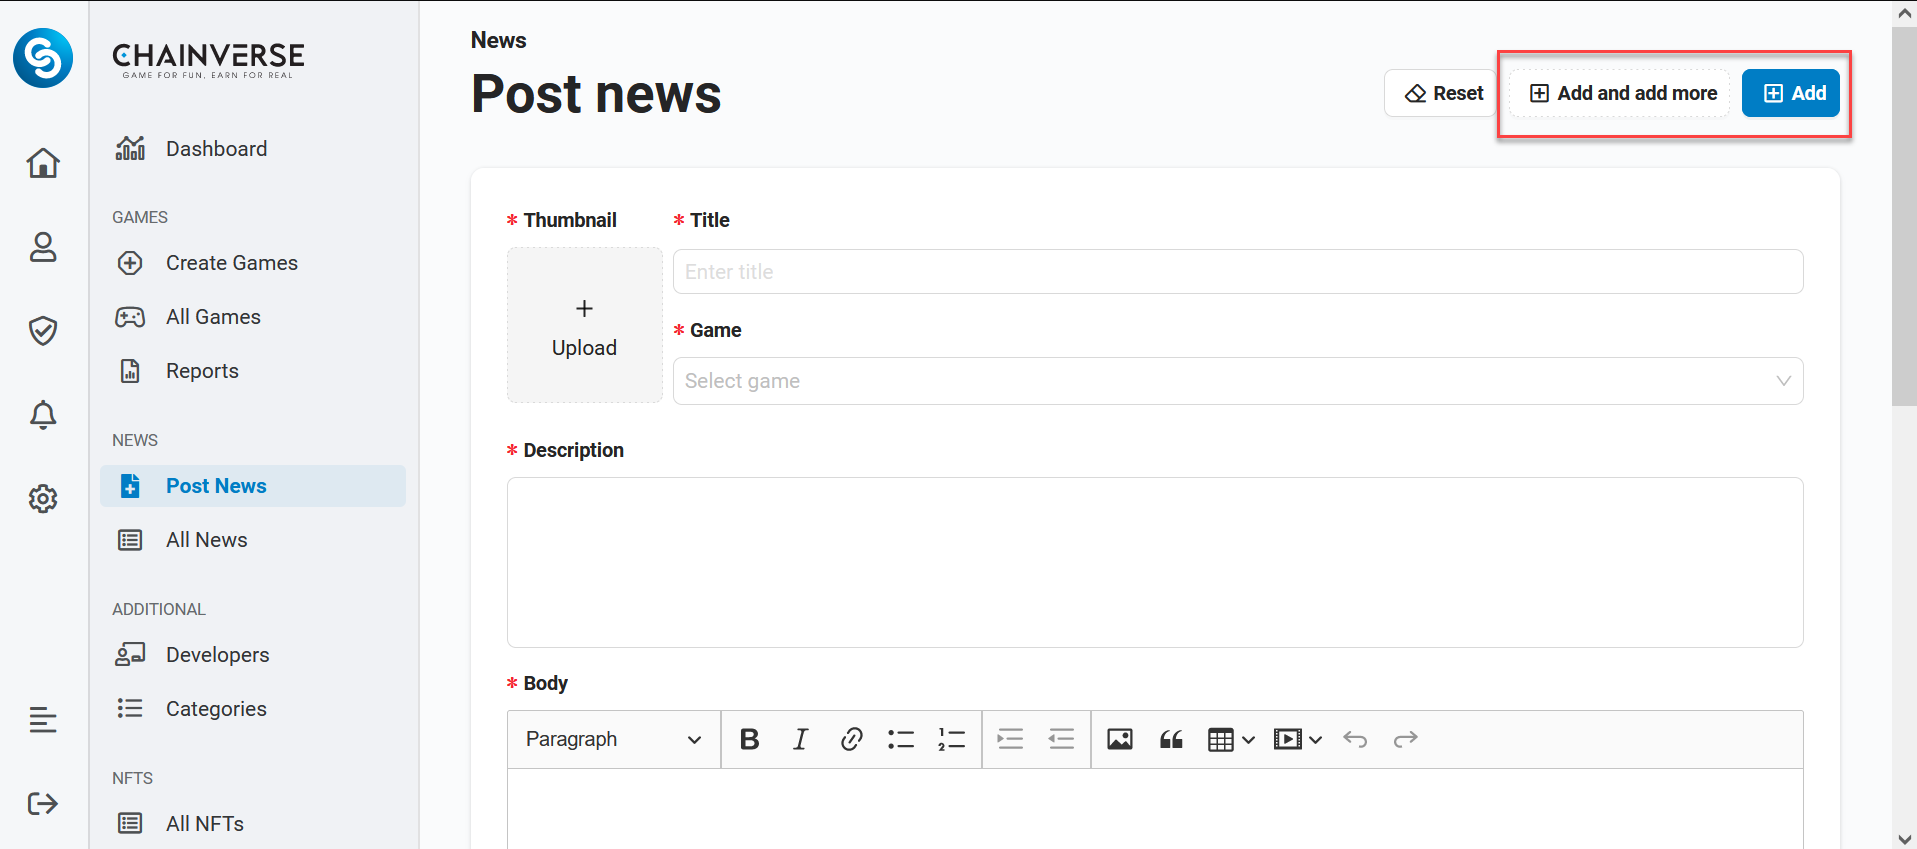 CHAINVERSE
GAME FOR FUN, EARN FOR REAL
Dashboard
GAMES
Create Games
All Games
Reports
NEWS
Post News
All News
ADDITIONAL
Developers
Categories
NFTS
All NFTs
News
Post news
Reset
Add and add more
Add
* Thumbnail
Upload
* Title
Enter title
* Game
Select game
* Description
* Body
Paragraph